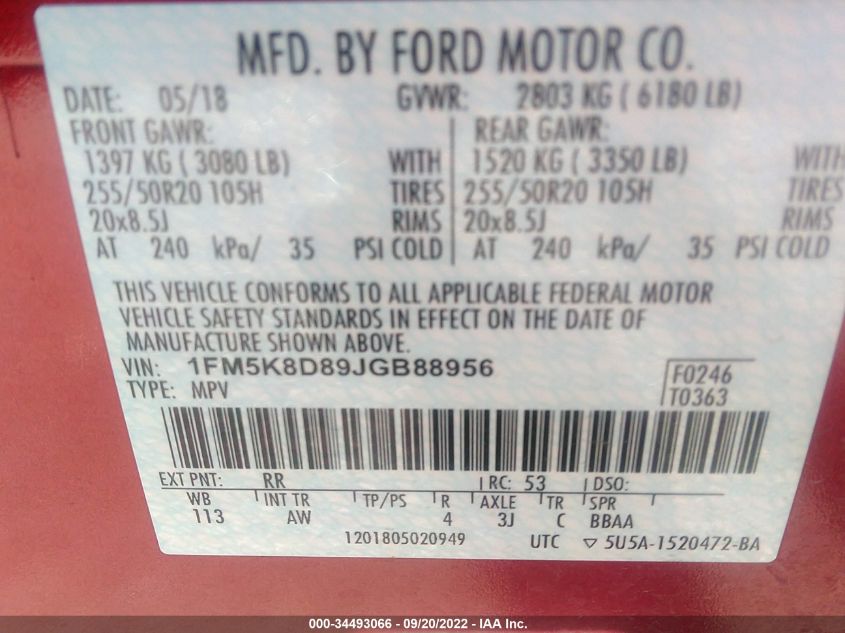 MFD. BY FORD MOTOR CO.
DATE: 05/18 GVWR: 2803 KG ( 6180 LB)
FRONT GAWR: REAR GAWR:
1397 KG ( 3080 LB) WITH 1520 KG ( 3350 LB) WITH
255/50R20 105H TIRES 255/50R20 105H TIRES
20x8.5J RIMS 20x8.5J RIMS
AT 240 kPa/ 35 PSI COLD AT 240 kPa/ 35 PSI COLD
THIS VEHICLE CONFORMS TO ALL APPLICABLE FEDERAL MOTOR
VEHICLE SAFETY STANDARDS IN EFFECT ON THE DATE OF
MANUFACTURE SHOWN ABOVE.
VIN: 1FM5K8D89JGB88956 F0246
TYPE: MPV T0363
EXT PNT: RR RC: 53 DSO:
WB INT TR TP/PS R AXLE TR SPR
113 AW 4 3J C BBAA
1201805020949 UTC ▽ 5U5A-1520472-BA
000-34493066 - 09/20/2022 - IAA Inc.